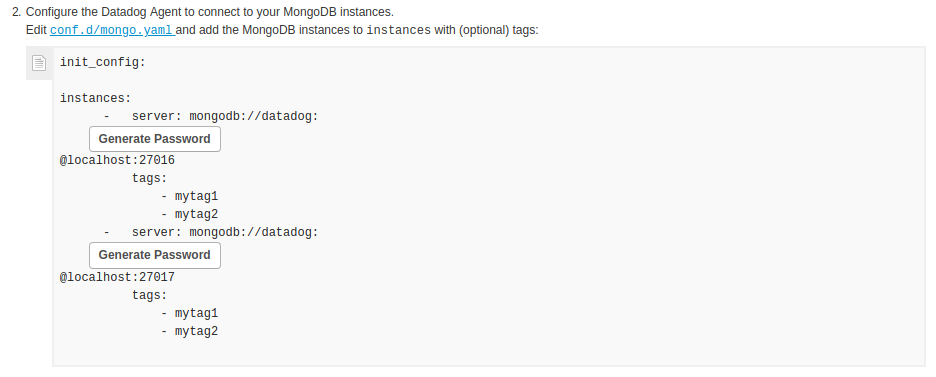 2. Configure the Datadog Agent to connect to your MongoDB instances.
Edit conf.d/mongo.yaml and add the MongoDB instances to instances with (optional) tags:
init_config:
instances:
- server: mongodb://datadog:
Generate Password
@localhost:27016
tags:
- mytag1
- mytag2
- server: mongodb://datadog:
Generate Password
@localhost:27017
tags:
- mytag1
- mytag2